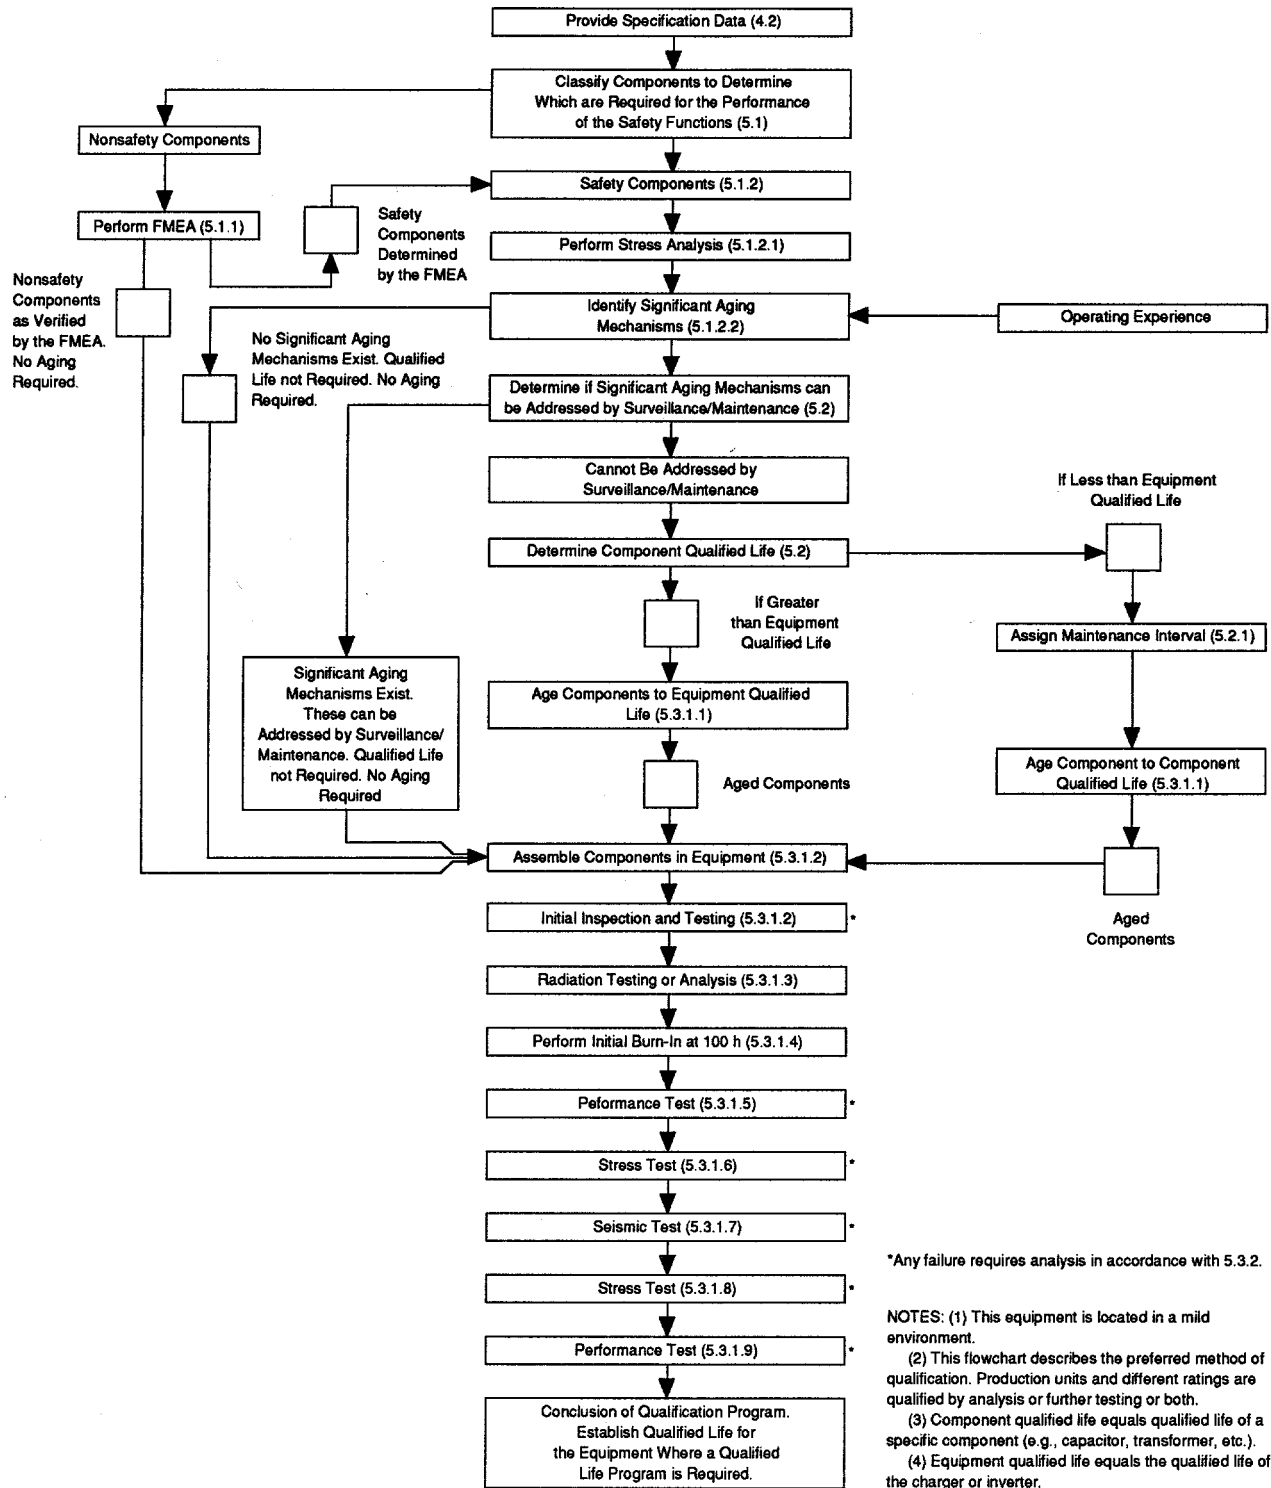 Provide Specification Data (4.2)
Classify Components to Determine
Which are Required for the Performance
of the Safety Functions (5.1)
Nonsafety Components
Safety Components (5.1.2)
Perform FMEA (5.1.1)
Safety
Components
Determined
by the FMEA
Perform Stress Analysis (5.1.2.1)
Nonsafety
Components
as Verified
by the FMEA.
No Aging
Required.
Identify Significant Aging
Mechanisms (5.1.2.2)
Operating Experience
No Significant Aging
Mechanisms Exist. Qualified
Life not Required. No Aging
Required.
Determine if Significant Aging Mechanisms can
be Addressed by Surveillance/Maintenance (5.2)
Cannot Be Addressed by
Surveillance/Maintenance
If Less than Equipment
Qualified Life
Determine Component Qualified Life (5.2)
If Greater
than Equipment
Qualified Life
Assign Maintenance Interval (5.2.1)
Significant Aging
Mechanisms Exist.
These can be
Addressed by Surveillance/
Maintenance. Qualified Life
not Required. No Aging
Required
Age Components to Equipment Qualified
Life (5.3.1.1)
Age Component to Component
Qualified Life (5.3.1.1)
Aged Components
Assemble Components in Equipment (5.3.1.2)
Aged
Components
Initial Inspection and Testing (5.3.1.2) *
Radiation Testing or Analysis (5.3.1.3)
Perform Initial Burn-In at 100 h (5.3.1.4)
Peformance Test (5.3.1.5) *
Stress Test (5.3.1.6) *
Seismic Test (5.3.1.7) *
Stress Test (5.3.1.8) *
Performance Test (5.3.1.9) *
Conclusion of Qualification Program.
Establish Qualified Life for
the Equipment Where a Qualified
Life Program is Required.
*Any failure requires analysis in accordance with 5.3.2.
NOTES: (1) This equipment is located in a mild
environment.
(2) This flowchart describes the preferred method of
qualification. Production units and different ratings are
qualified by analysis or further testing or both.
(3) Component qualified life equals qualified life of a
specific component (e.g., capacitor, transformer, etc.).
(4) Equipment qualified life equals the qualified life of
the charger or inverter.